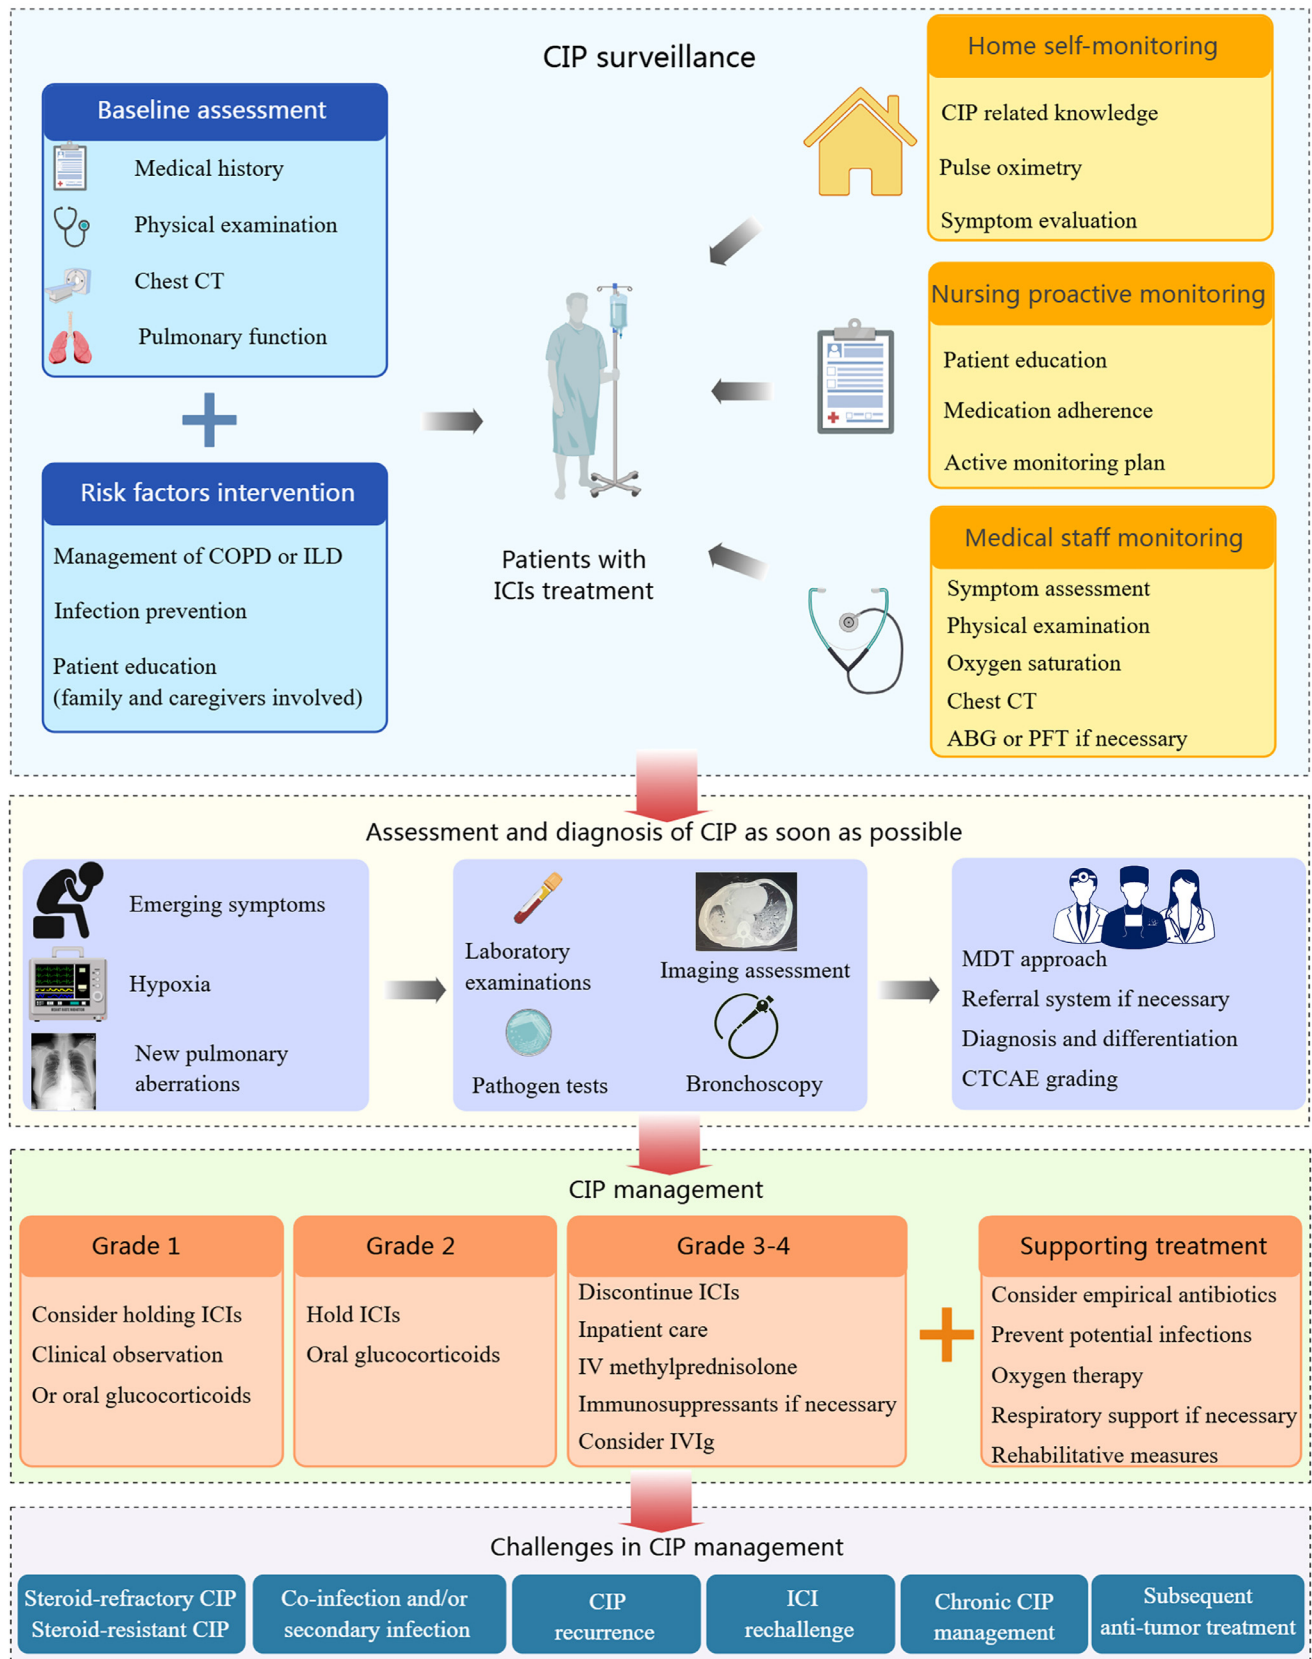 CIP surveillance
Baseline assessment
Medical history
Physical examination
Chest CT
Pulmonary function
Risk factors intervention
Management of COPD or ILD
Infection prevention
Patient education
(family and caregivers involved)
Patients with
ICIs treatment
Home self-monitoring
CIP related knowledge
Pulse oximetry
Symptom evaluation
Nursing proactive monitoring
Patient education
Medication adherence
Active monitoring plan
Medical staff monitoring
Symptom assessment
Physical examination
Oxygen saturation
Chest CT
ABG or PFT if necessary
Assessment and diagnosis of CIP as soon as possible
Emerging symptoms
Hypoxia
New pulmonary
aberrations
Laboratory
examinations
Imaging assessment
Pathogen tests
Bronchoscopy
MDT approach
Referral system if necessary
Diagnosis and differentiation
CTCAE grading
CIP management
Grade 1
Consider holding ICIs
Clinical observation
Or oral glucocorticoids
Grade 2
Hold ICIs
Oral glucocorticoids
Grade 3-4
Discontinue ICIs
Inpatient care
IV methylprednisolone
Immunosuppressants if necessary
Consider IVIg
Supporting treatment
Consider empirical antibiotics
Prevent potential infections
Oxygen therapy
Respiratory support if necessary
Rehabilitative measures
Challenges in CIP management
Steroid-refractory CIP
Steroid-resistant CIP
Co-infection and/or
secondary infection
CIP
recurrence
ICI
rechallenge
Chronic CIP
management
Subsequent
anti-tumor treatment